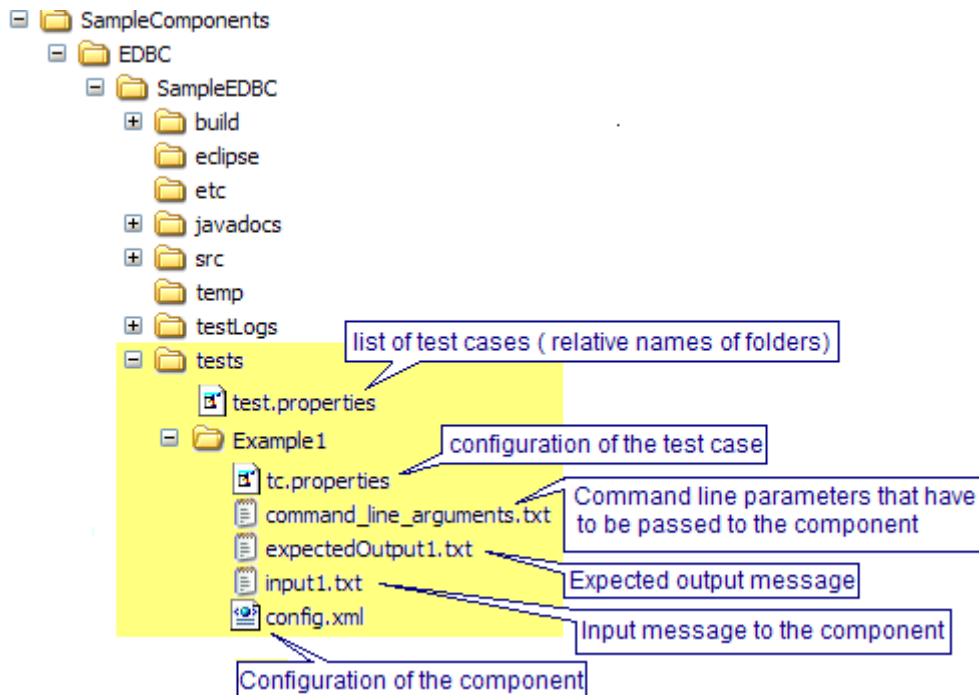 SampleComponents
EDBC
SampleEDBC
build
eclipse
etc
javadocs
src
temp
testLogs
list of test cases ( relative names of folders)
tests
test.properties
Example1
configuration of the test case
tc.properties
Command line parameters that have
to be passed to the component
command_line_arguments.txt
expectedOutput1.txt
Expected output message
input1.txt
Input message to the component
config.xml
Configuration of the component